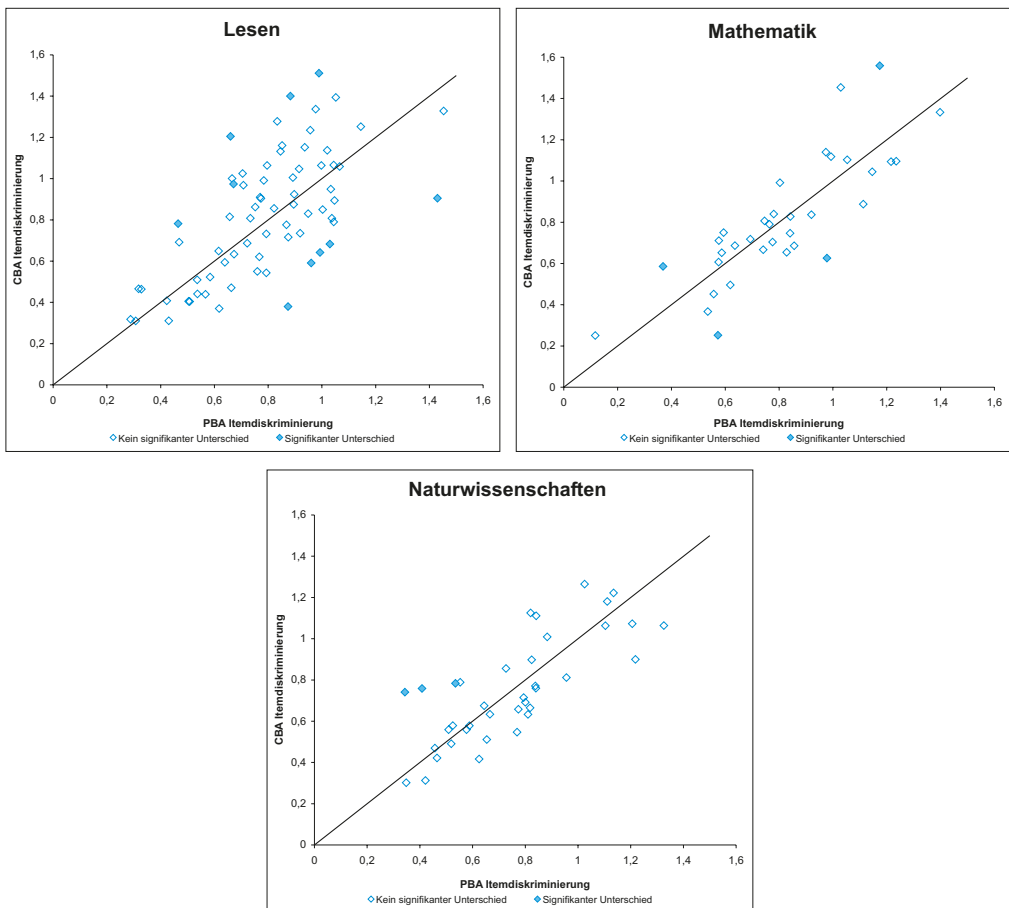 Lesen
1,6
1,4
1,2
1
0,8
0,6
0,4
0,2
0
CBA Itemdiskriminierung
0 0,2 0,4 0,6 0,8 1 1,2 1,4 1,6
PBA Itemdiskriminierung
Kein signifikanter Unterschied Signifikanter Unterschied
Mathematik
1,6
1,4
1,2
1
0,8
0,6
0,4
0,2
0
CBA Itemdiskriminierung
0 0,2 0,4 0,6 0,8 1 1,2 1,4 1,6
PBA Itemdiskriminierung
Kein signifikanter Unterschied Signifikanter Unterschied
Naturwissenschaften
1,6
1,4
1,2
1
0,8
0,6
0,4
0,2
0
CBA Itemdiskriminierung
0 0,2 0,4 0,6 0,8 1 1,2 1,4 1,6
PBA Itemdiskriminierung
Kein signifikanter Unterschied Signifikanter Unterschied